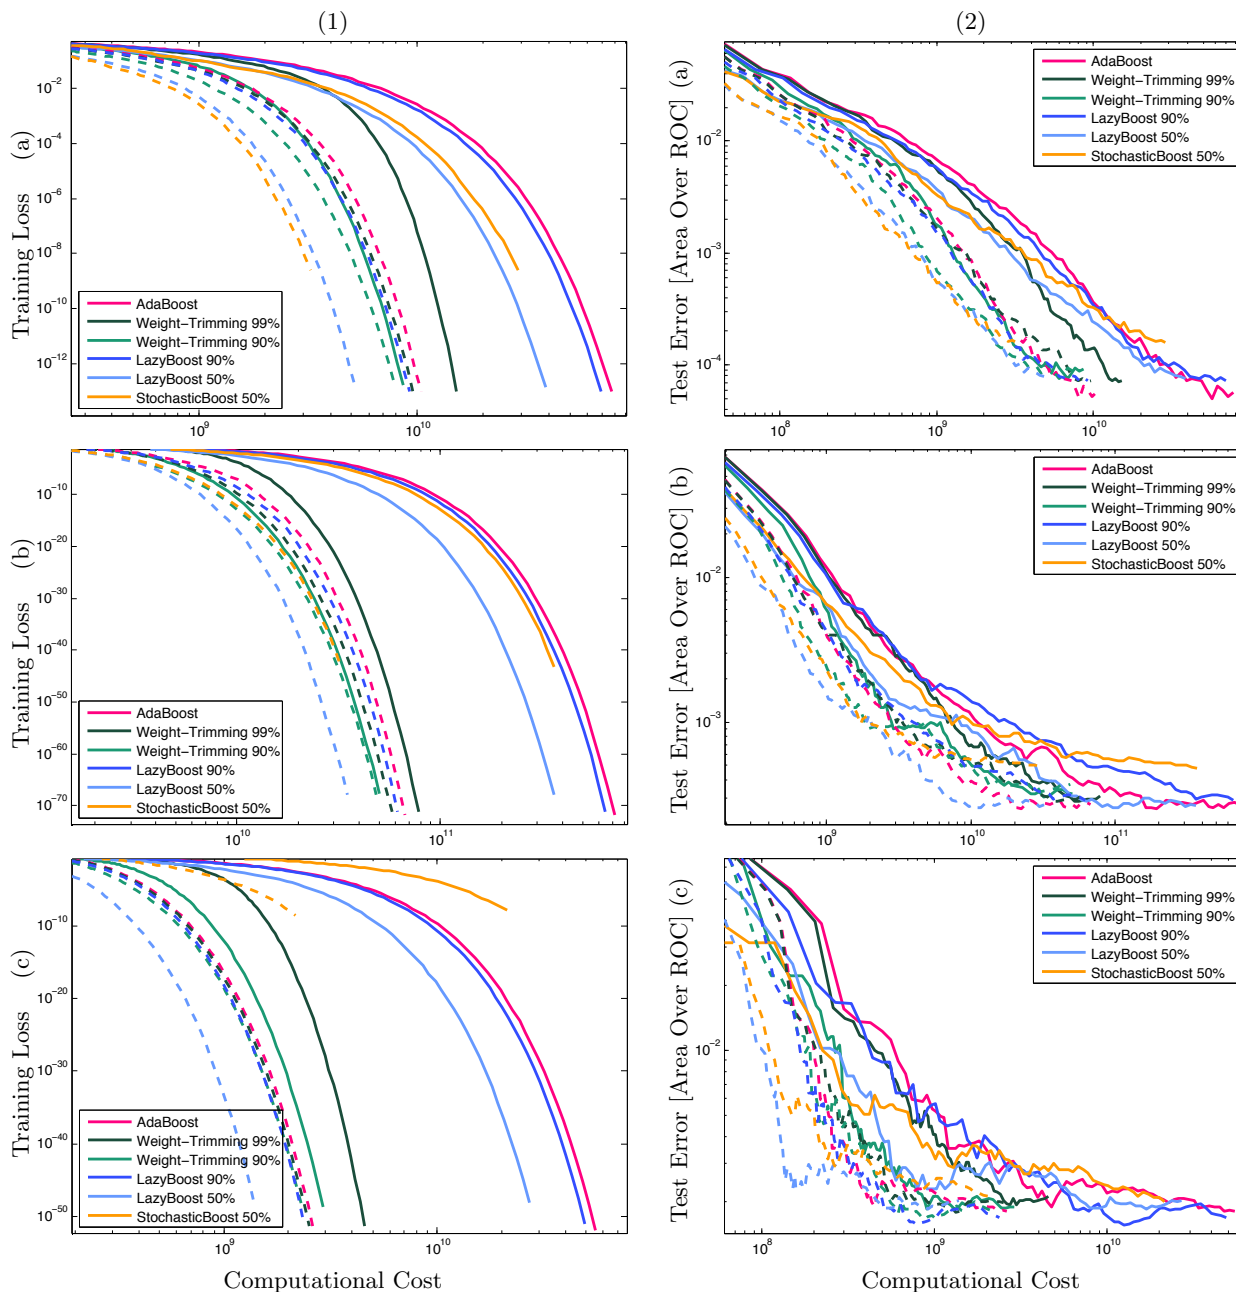 (1)
(2)
Training Loss (a)
10^-2
10^-4
10^-6
10^-8
10^-10
10^-12
AdaBoost
Weight-Trimming 99%
Weight-Trimming 90%
LazyBoost 90%
LazyBoost 50%
StochasticBoost 50%
10^9
10^10
Test Error [Area Over ROC] (a)
10^-2
10^-3
10^-4
AdaBoost
Weight-Trimming 99%
Weight-Trimming 90%
LazyBoost 90%
LazyBoost 50%
StochasticBoost 50%
10^8
10^9
10^10
Training Loss (b)
10^-10
10^-20
10^-30
10^-40
10^-50
10^-60
10^-70
AdaBoost
Weight-Trimming 99%
Weight-Trimming 90%
LazyBoost 90%
LazyBoost 50%
StochasticBoost 50%
10^10
10^11
Test Error [Area Over ROC] (b)
10^-2
10^-3
AdaBoost
Weight-Trimming 99%
Weight-Trimming 90%
LazyBoost 90%
LazyBoost 50%
StochasticBoost 50%
10^9
10^10
10^11
Training Loss (c)
10^-10
10^-20
10^-30
10^-40
10^-50
AdaBoost
Weight-Trimming 99%
Weight-Trimming 90%
LazyBoost 90%
LazyBoost 50%
StochasticBoost 50%
10^9
10^10
Computational Cost
Test Error [Area Over ROC] (c)
10^-2
AdaBoost
Weight-Trimming 99%
Weight-Trimming 90%
LazyBoost 90%
LazyBoost 50%
StochasticBoost 50%
10^8
10^9
10^10
Computational Cost